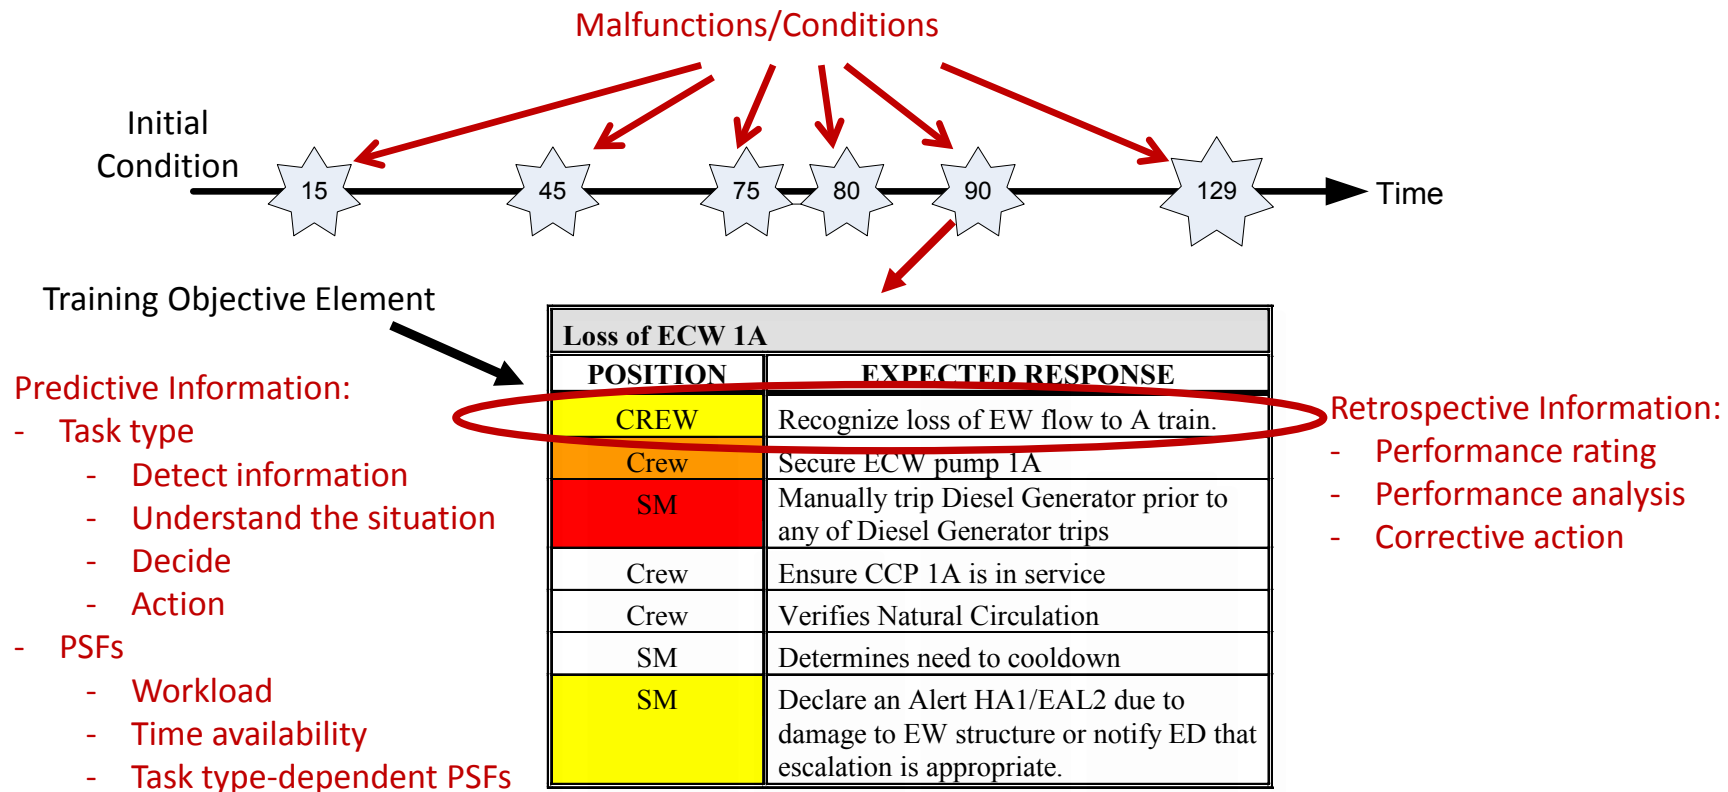 Malfunctions/Conditions
Initial
Condition
15
45
75
80
90
129
Time
Training Objective Element
Predictive Information:
- Task type
- Detect information
- Understand the situation
- Decide
- Action
- PSFs
- Workload
- Time availability
- Task type-dependent PSFs
Loss of ECW 1A
POSITION EXPECTED RESPONSE
CREW Recognize loss of EW flow to A train.
Crew Secure ECW pump 1A
SM Manually trip Diesel Generator prior to
any of Diesel Generator trips
Crew Ensure CCP 1A is in service
Crew Verifies Natural Circulation
SM Determines need to cooldown
SM Declare an Alert HA1/EAL2 due to
damage to EW structure or notify ED that
escalation is appropriate.
Retrospective Information:
- Performance rating
- Performance analysis
- Corrective action